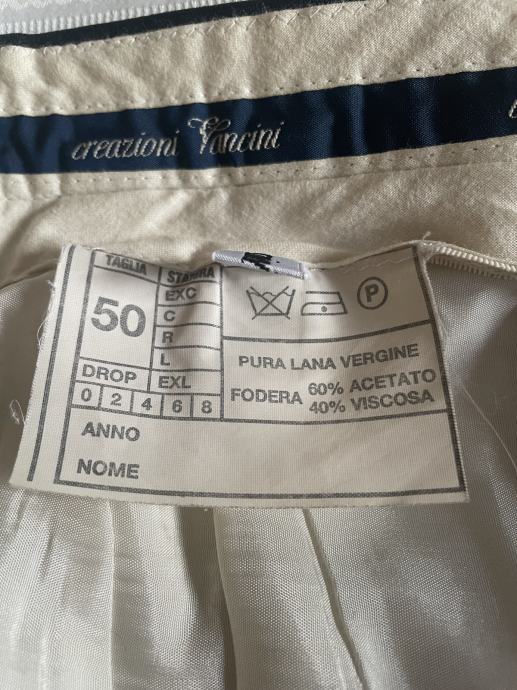 creazioni Vancini
TAGLIA
STATURA
50
EXC
C
R
L
EXL
DROP
0 2 4 6 8
P
PURA LANA VERGINE
FODERA 60% ACETATO
40% VISCOSA
ANNO
NOME